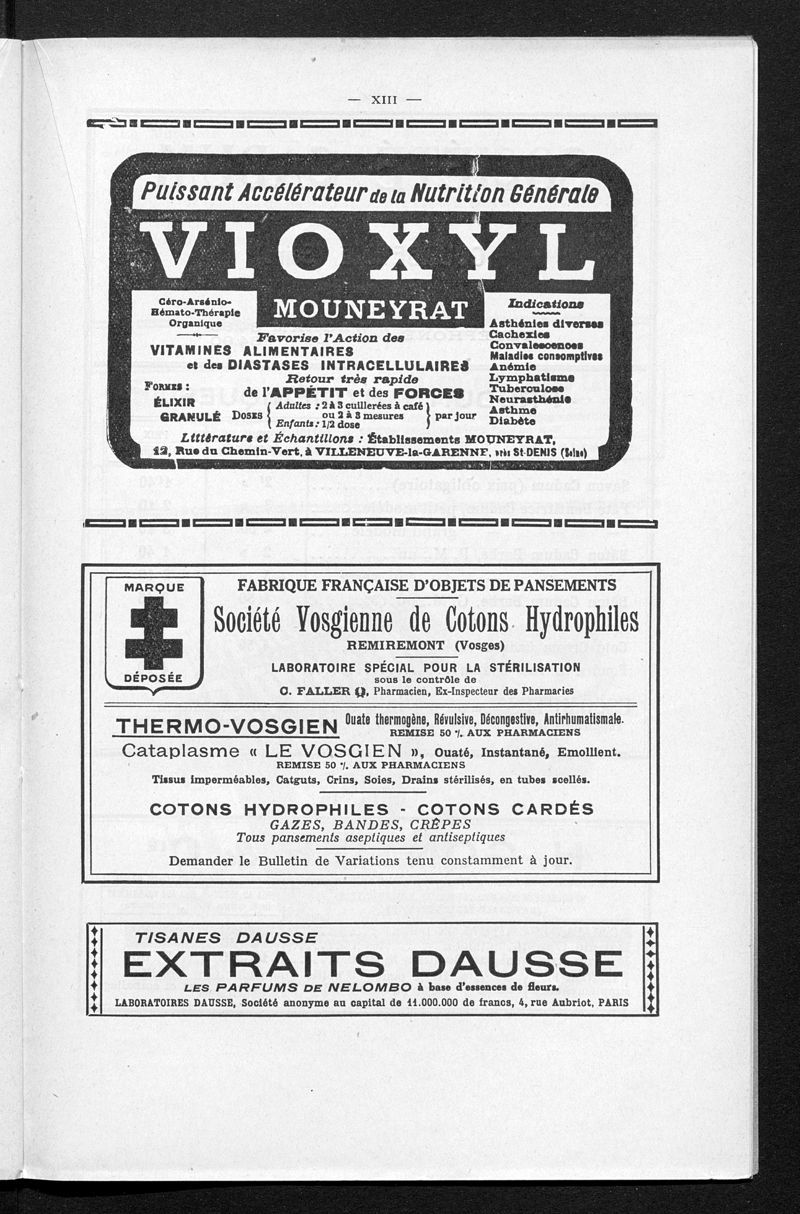 — XIII —
Puissant Accélérateur de la Nutrition Générale
VIOXYL
MOUNEYRAT
Céro-Arsénio-
Hémato-Thérapie
Organique
Favorise l'Action des
VITAMINES ALIMENTAIRES
et des DIASTASES INTRACELLULAIRES
Retour très rapide
de l'APPÉTIT et des FORCES
FORMES :
ÉLIXIR
GRANULÉ
DOSES { Adultes : 2 à 3 cuillerées à café
ou 2 à 3 mesures
Enfants : 1/2 dose } par jour
Indications
Asthénies diverses
Cachexies
Convalescences
Maladies consomptives
Anémie
Lymphatisme
Tuberculose
Neurasthénie
Asthme
Diabète
Littérature et Échantillons : Établissements MOUNEYRAT,
12, Rue du Chemin-Vert, à VILLENEUVE-la-GARENNE, près St-DENIS (Seine)
MARQUE
DÉPOSÉE
FABRIQUE FRANÇAISE D'OBJETS DE PANSEMENTS
Société Vosgienne de Cotons Hydrophiles
REMIREMONT (Vosges)
LABORATOIRE SPÉCIAL POUR LA STÉRILISATION
sous le contrôle de
C. FALLER, Pharmacien, Ex-Inspecteur des Pharmacies
THERMO-VOSGIEN Ouate thermogène, Révulsive, Décongestive, Antirhumatismale.
REMISE 50 % AUX PHARMACIENS
Cataplasme « LE VOSGIEN », Ouaté, Instantané, Emollient.
REMISE 50 % AUX PHARMACIENS
Tissus imperméables, Catguts, Crins, Soies, Drains stérilisés, en tubes scellés.
COTONS HYDROPHILES - COTONS CARDÉS
GAZES, BANDES, CRÊPES
Tous pansements aseptiques et antiseptiques
Demander le Bulletin de Variations tenu constamment à jour.
TISANES DAUSSE
EXTRAITS DAUSSE
LES PARFUMS DE NELOMBO à base d'essences de fleurs.
LABORATOIRES DAUSSE, Société anonyme au capital de 11.000.000 de francs, 4, rue Aubriot, PARIS